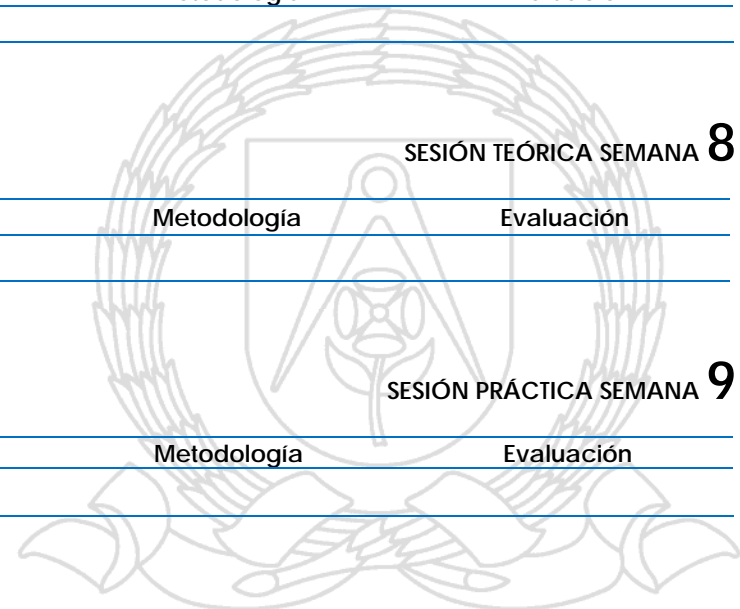 SESIÓN TEÓRICA SEMANA 8
Metodología Evaluación
SESIÓN PRÁCTICA SEMANA 9
Metodología Evaluación